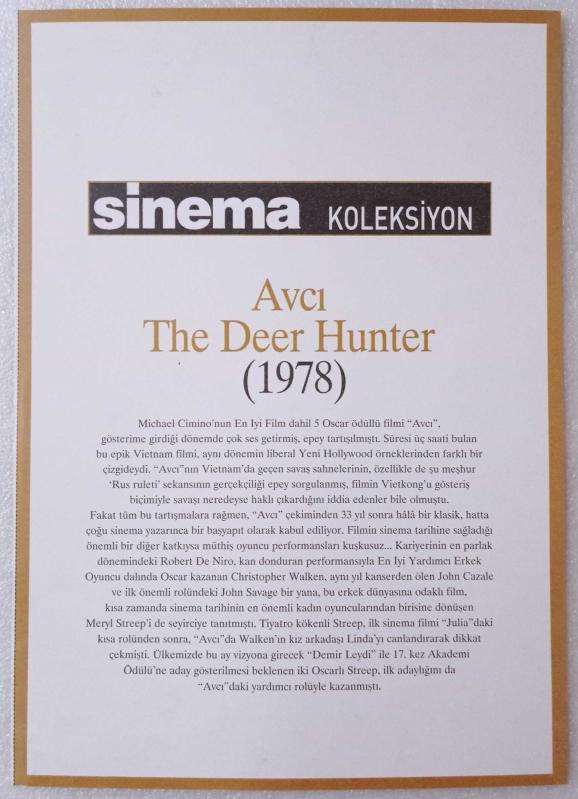 sinema KOLEKSİYON
Avcı
The Deer Hunter
(1978)
Michael Cimino'nun En Iyi Film dahil 5 Oscar ödüllü filmi “Avcı”,
gösterime girdiği dönemde çok ses getirmiş, epey tartışılmıştı. Süresi üç saati bulan
bu epik Vietnam filmi, aynı dönemin liberal Yeni Hollywood örneklerinden farklı bir
çizgideydi. “Avcı”nın Vietnam'da geçen savaş sahnelerinin, özellikle de şu meşhur
‘Rus ruleti’ sekansının gerçekçiliği epey sorgulanmış, filmin Vietkong'u gösteriş
biçimiyle savaşı neredeyse haklı çıkardığını iddia edenler bile olmuştu.
Fakat tüm bu tartışmalara rağmen, “Avcı” çekiminden 33 yıl sonra hâlâ bir klasik, hatta
çoğu sinema yazarınca bir başyapıt olarak kabul ediliyor. Filmin sinema tarihine sağladığı
önemli bir diğer katkıysa müthiş oyuncu performansları kuşkusuz... Kariyerinin en parlak
dönemindeki Robert De Niro, kan donduran performansıyla En Iyi Yardımcı Erkek
Oyuncu dalında Oscar kazanan Christopher Walken, aynı yıl kanserden ölen John Cazale
ve ilk önemli rolündeki John Savage bir yana, bu erkek dünyasına odaklı film,
kısa zamanda sinema tarihinin en önemli kadın oyuncularından birisine dönüşen
Meryl Streep'i de seyirciye tanıtmıştı. Tiyatro kökenli Streep, ilk sinema filmi “Julia”daki
kısa rolünden sonra, “Avcı”da Walken'ın kız arkadaşı Linda'yı canlandırarak dikkat
çekmişti. Ülkemizde bu ay vizyona girecek “Demir Leydi” ile 17. kez Akademi
Ödülü'ne aday gösterilmesi beklenen iki Oscarlı Streep, ilk adaylığını da
“Avcı”daki yardımcı rolüyle kazanmıştı.